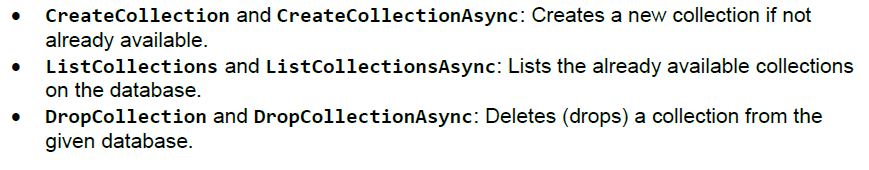 • CreateCollection and CreateCollectionAsync: Creates a new collection if not
already available.
• ListCollections and ListCollectionsAsync: Lists the already available collections
on the database.
• DropCollection and DropCollectionAsync: Deletes (drops) a collection from the
given database.